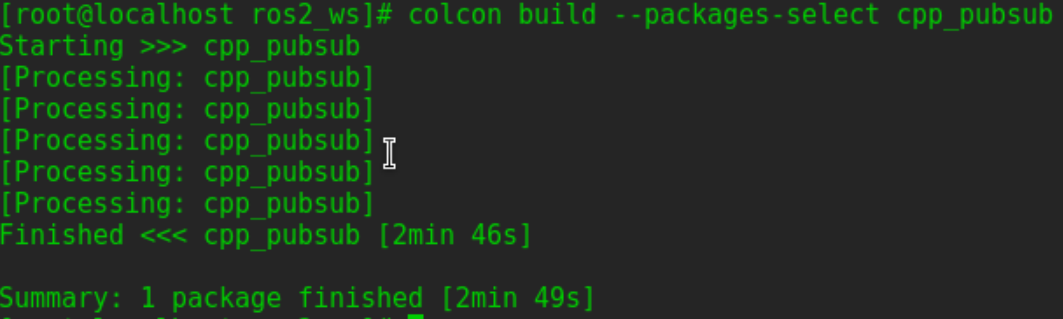 [root@localhost ros2_ws]# colcon build --packages-select cpp_pubsub
Starting >>> cpp_pubsub
[Processing: cpp_pubsub]
[Processing: cpp_pubsub]
[Processing: cpp_pubsub]
[Processing: cpp_pubsub]
[Processing: cpp_pubsub]
Finished <<< cpp_pubsub [2min 46s]
Summary: 1 package finished [2min 49s]